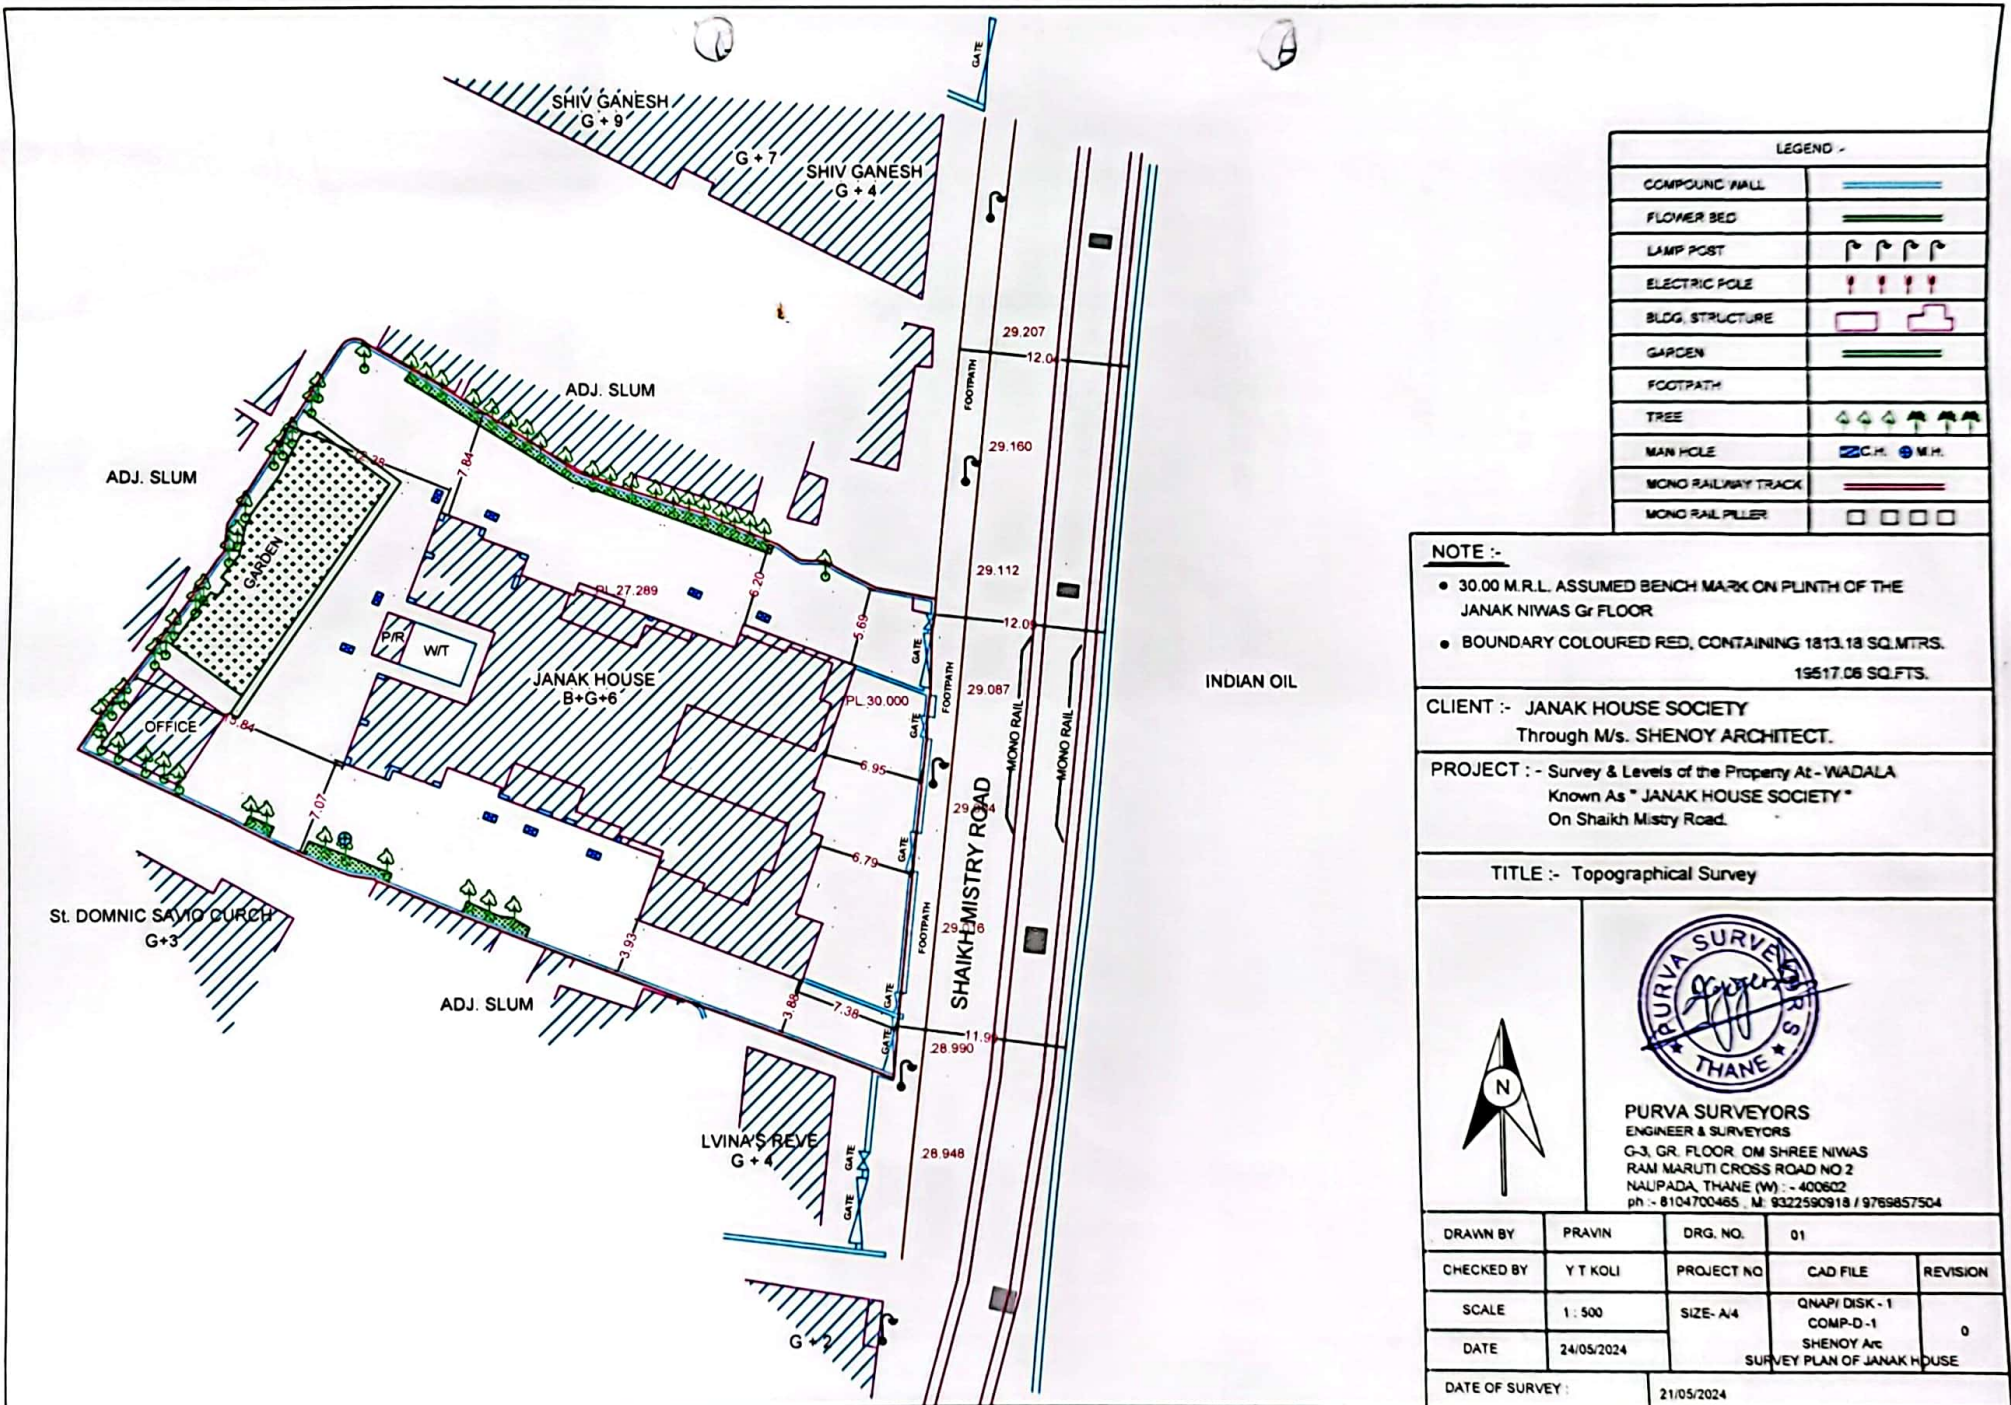 GATE
SHIV GANESH
G + 9
G + 7
SHIV GANESH
G + 4
29.207
FOOTPATH
ADJ. SLUM
29.160
ADJ. SLUM
7.84
29.112
GARDEN
PL.27.289
6.20
5.69
P/R
W/T
JANAK HOUSE
B+G+6
GATE
FOOTPATH
29.087
PL.30.000
INDIAN OIL
MONO RAIL
MONO RAIL
OFFICE
GATE
6.95
7.07
GATE
6.79
SHAIKH MISTRY ROAD
St. DOMNIC SAVIO CURCH
G+3
FOOTPATH
3.93
ADJ. SLUM
3.88
7.38
GATE
GATE
28.990
LVINA'S REVE
G + 4
GATE
28.948
GATE
G + 2
LEGEND :-
COMPOUND WALL
FLOWER BED
LAMP POST
ELECTRIC POLE
BLDG, STRUCTURE
GARDEN
FOOTPATH
TREE
MAN HOLE C.H. M.H.
MONO RAILWAY TRACK
MONO RAIL PILLER
NOTE :-
• 30.00 M.R.L. ASSUMED BENCH MARK ON PLINTH OF THE
JANAK NIWAS Gr FLOOR
• BOUNDARY COLOURED RED, CONTAINING 1813.18 SQ.MTRS.
19517.06 SQ.FTS.
CLIENT :- JANAK HOUSE SOCIETY
Through M/s. SHENOY ARCHITECT.
PROJECT : - Survey & Levels of the Property At - WADALA
Known As " JANAK HOUSE SOCIETY "
On Shaikh Mistry Road.
TITLE :- Topographical Survey
PURVA SURVEYORS
THANE
N
PURVA SURVEYORS
ENGINEER & SURVEYORS
G-3, GR. FLOOR, OM SHREE NIWAS
RAM MARUTI CROSS ROAD NO 2
NAUPADA, THANE (W) : - 400602
ph :- 8104700465 , M: 9322590918 / 9769857504
DRAWN BY PRAVIN DRG. NO. 01
CHECKED BY Y T KOLI PROJECT NO CAD FILE REVISION
SCALE 1 : 500 SIZE- A/4 QNAP/ DISK - 1
COMP-D -1
SHENOY Arc
SURVEY PLAN OF JANAK HOUSE
0
DATE 24/05/2024
DATE OF SURVEY : 21/05/2024